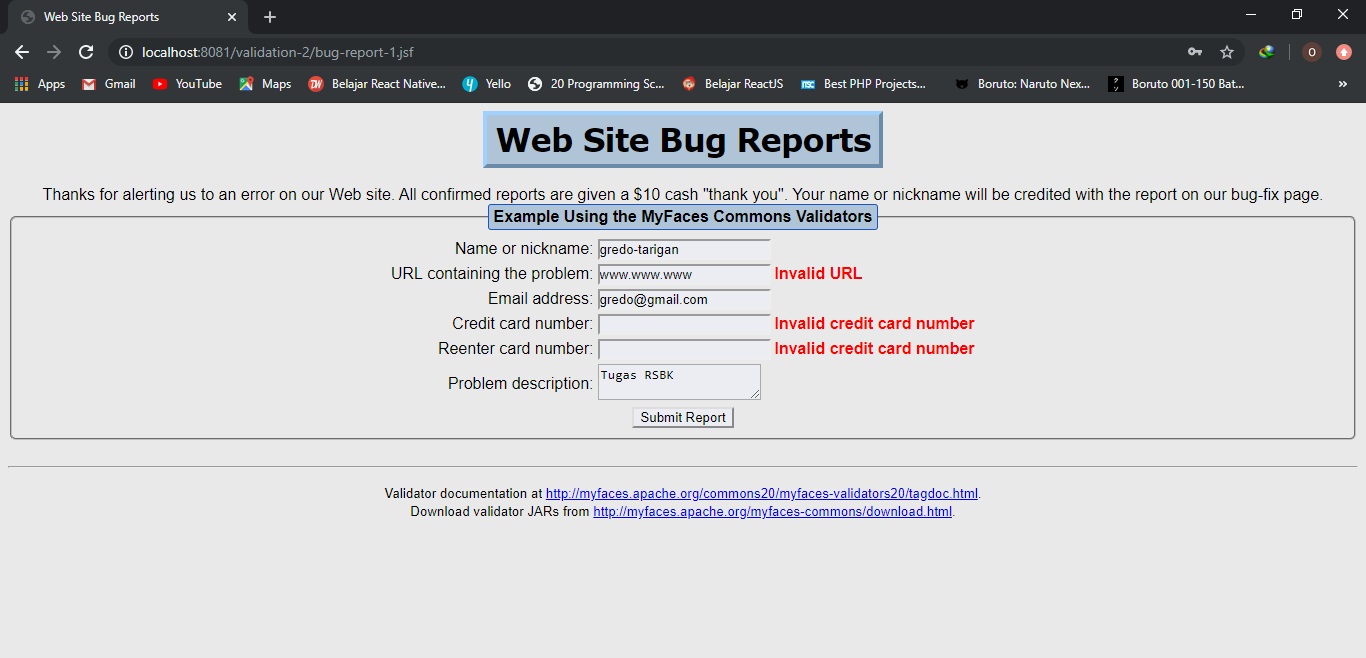 Web Site Bug Reports
localhost:8081/validation-2/bug-report-1.jsf
O
Apps Gmail YouTube Maps Belajar React Native... Yello 20 Programming Sc... Belajar ReactJS Best PHP Projects... Boruto: Naruto Nex... Boruto 001-150 Bat... »
Web Site Bug Reports
Thanks for alerting us to an error on our Web site. All confirmed reports are given a $10 cash "thank you". Your name or nickname will be credited with the report on our bug-fix page.
Example Using the MyFaces Commons Validators
Name or nickname: gredo-tarigan
URL containing the problem: www.www.www Invalid URL
Email address: gredo@gmail.com
Credit card number: Invalid credit card number
Reenter card number: Invalid credit card number
Problem description: Tugas RSBK
Submit Report
Validator documentation at http://myfaces.apache.org/commons20/myfaces-validators20/tagdoc.html.
Download validator JARs from http://myfaces.apache.org/myfaces-commons/download.html.